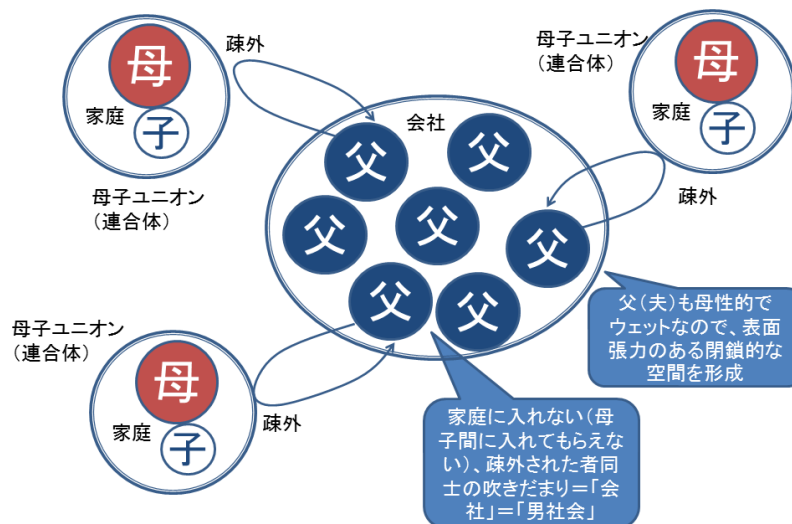 母
疎外
家庭
子
母子ユニオン
（連合体）
母子ユニオン
（連合体）
母
家庭
子
疎外
会社
父
父
父
父
父
父
父
父（夫）も母性的で
ウェットなので、表面
張力のある閉鎖的な
空間を形成
母子ユニオン
（連合体）
母
家庭
子
疎外
家庭に入れない（母
子間に入れてもらえな
い）、疎外された者同
士の吹きだまり＝「会
社」＝「男社会」